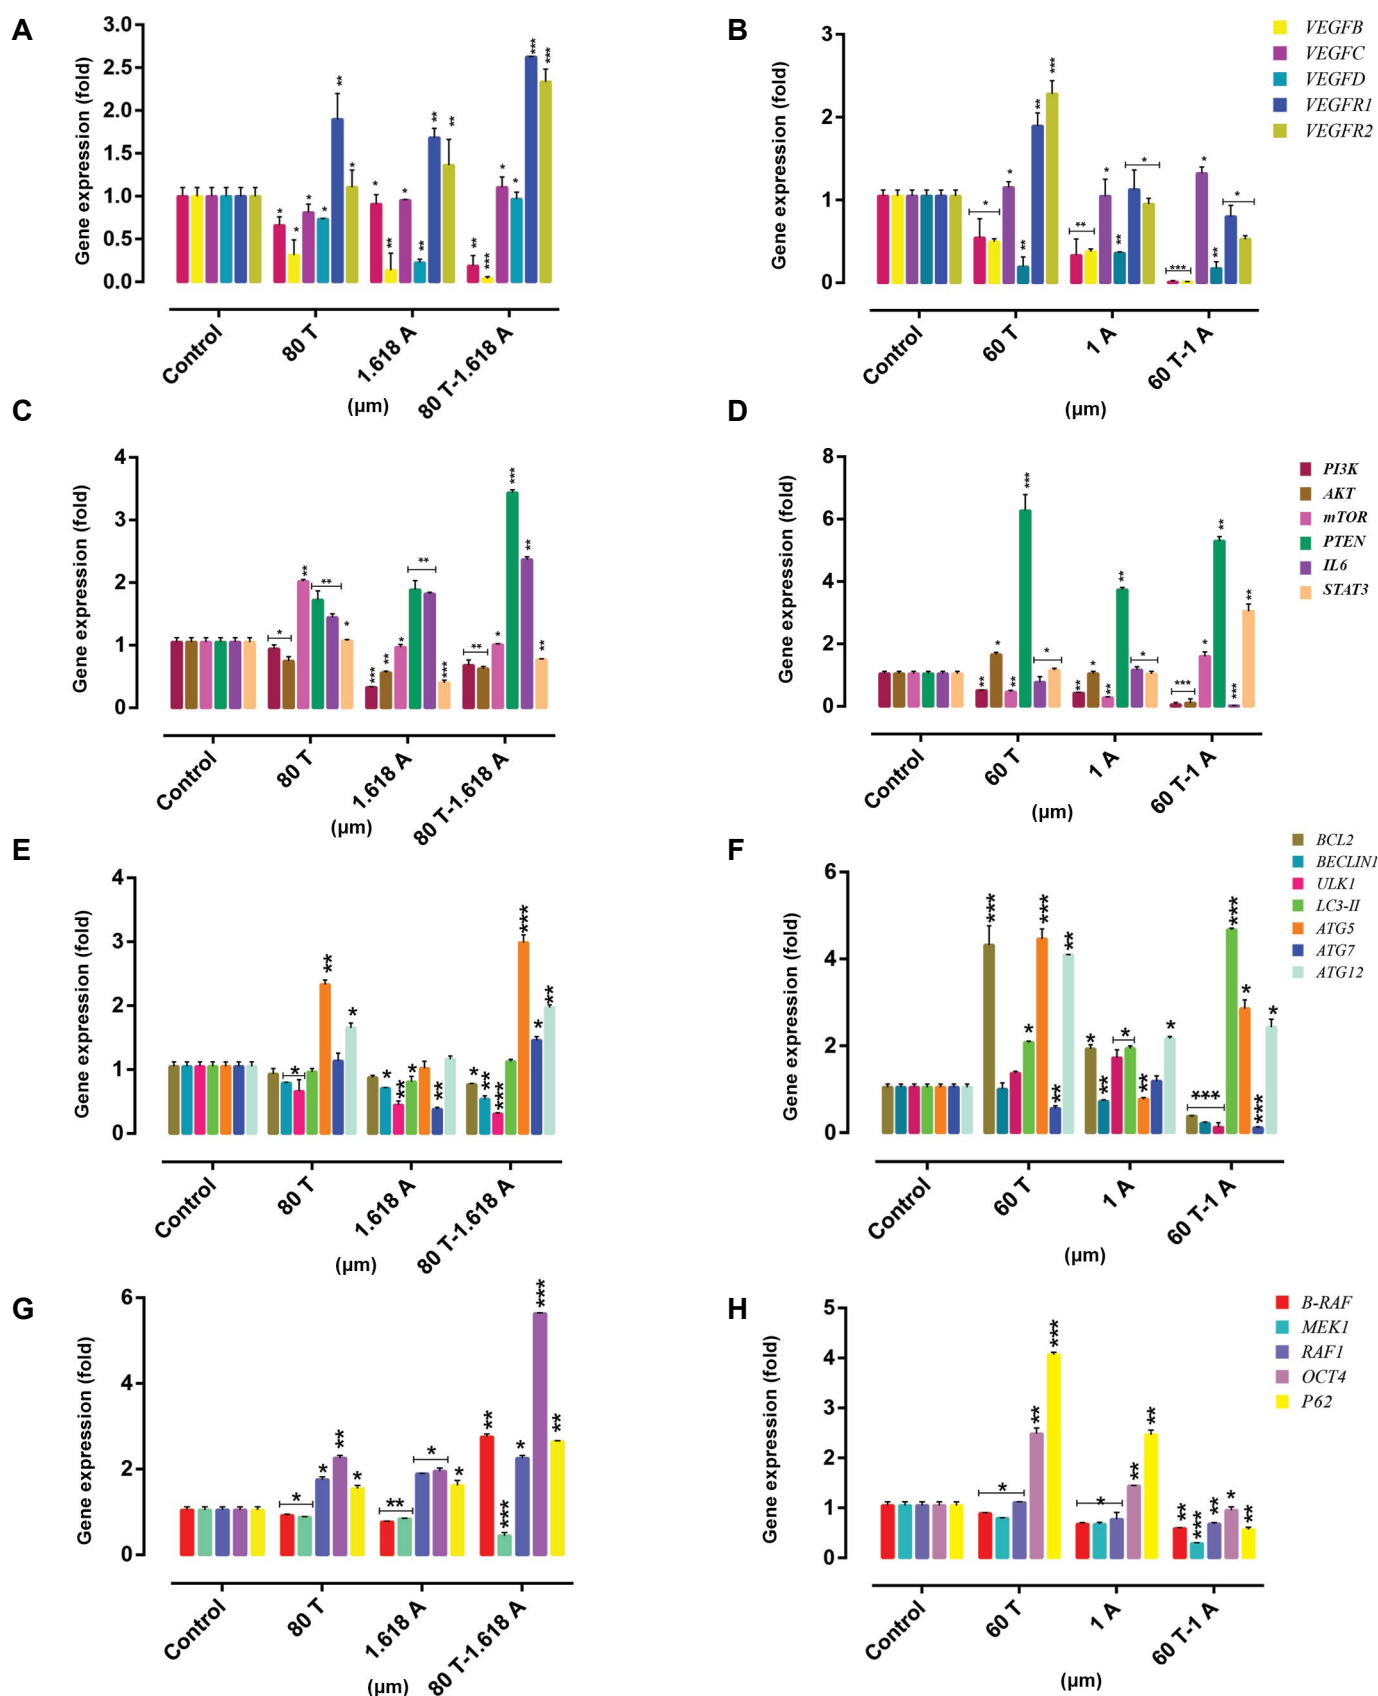 A
Gene expression (fold)
3.0
2.5
2.0
1.5
1.0
0.5
0.0
* * * * ** *
* ** * ** ** **
** *** * * *** ***
Control
80 T
1.618 A
80 T-1.618 A
(µm)
B
Gene expression (fold)
3
2
1
0
* * ** ** ***
** * ** *
*** * ** *
Control
60 T
1 A
60 T-1 A
(µm)
VEGFB
VEGFC
VEGFD
VEGFR1
VEGFR2
C
Gene expression (fold)
4
3
2
1
0
* ** ** *
*** ** * ** ***
** * *** ** **
Control
80 T
1.618 A
80 T-1.618 A
(µm)
D
Gene expression (fold)
8
6
4
2
0
** * ** *** *
** * ** ** *
*** * ** *** **
Control
60 T
1 A
60 T-1 A
(µm)
PI3K
AKT
mTOR
PTEN
IL6
STAT3
E
Gene expression (fold)
4
3
2
1
0
* ** *
* ** * **
* ** *** *** * **
Control
80 T
1.618 A
80 T-1.618 A
(µm)
F
Gene expression (fold)
6
4
2
0
*** * *** ** **
* ** * ** *
*** *** * *** *
Control
60 T
1 A
60 T-1 A
(µm)
BCL2
BECLIN1
ULK1
LC3-II
ATG5
ATG7
ATG12
G
Gene expression (fold)
6
4
2
0
* * ** *
** * *
** *** * *** **
Control
80 T
1.618 A
80 T-1.618 A
(µm)
H
Gene expression (fold)
5
4
3
2
1
0
* ** ***
* ** **
** *** ** * **
Control
60 T
1 A
60 T-1 A
(µm)
B-RAF
MEK1
RAF1
OCT4
P62